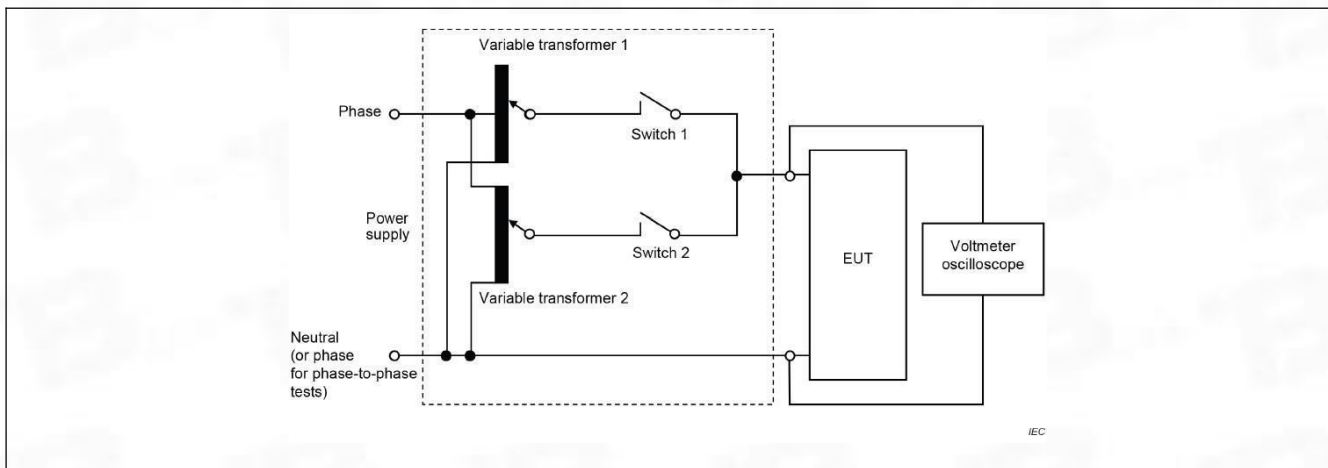 Variable transformer 1
Phase
Switch 1
Power
supply
Switch 2
EUT
Voltmeter
oscilloscope
Variable transformer 2
Neutral
(or phase
for phase-to-phase
tests)
IEC